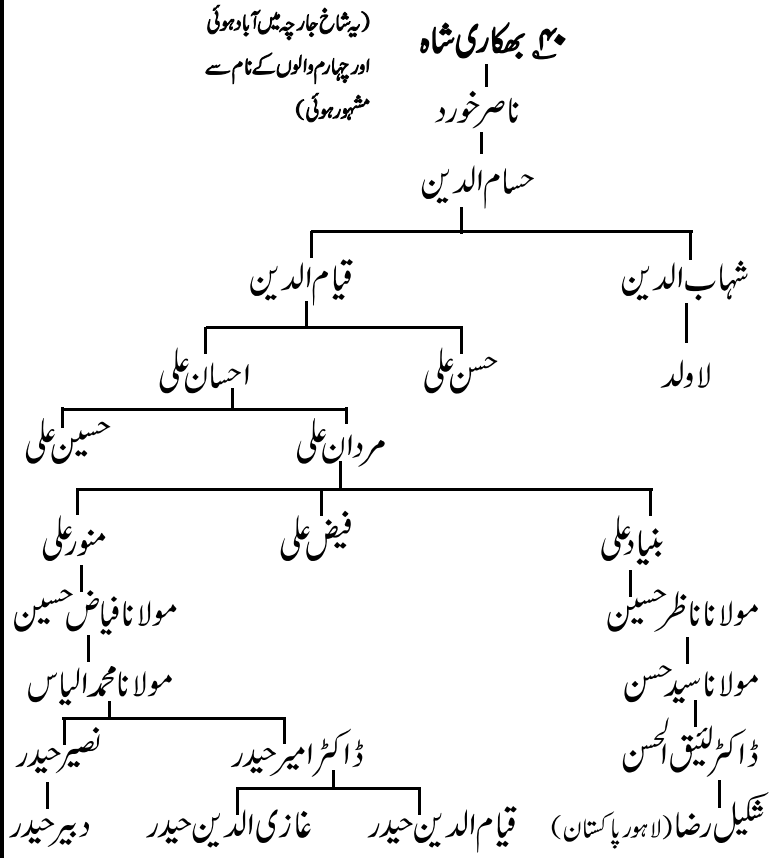 ۴۰ بھکاری شاہ
(یہ شاخ جارچہ میں آباد ہوئی
اور چہارم والوں کے نام سے
مشہور ہوئی)
ناصر خورد
حسام الدین
شہاب الدین قیام الدین
لاولد حسن علی احسان علی
مردان علی حسین علی
بنیاد علی فیض علی منور علی
مولانا ناظر حسین مولانا فیاض حسین
مولانا سید حسن مولانا محمد الیاس
ڈاکٹر لئیق الحسن ڈاکٹر امیر حیدر نصیر حیدر
شکیل رضا (لاہور پاکستان) قیام الدین حیدر غازی الدین حیدر دبیر حیدر